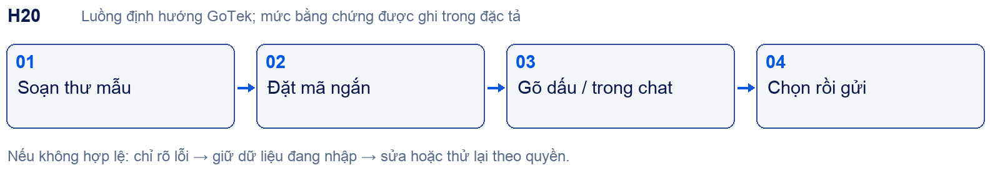 H20 Luồng định hướng GoTek; mức bằng chứng được ghi trong đặc tả
01
Soạn thư mẫu
02
Đặt mã ngắn
03
Gõ dấu / trong chat
04
Chọn rồi gửi
Nếu không hợp lệ: chỉ rõ lỗi → giữ dữ liệu đang nhập → sửa hoặc thử lại theo quyền.